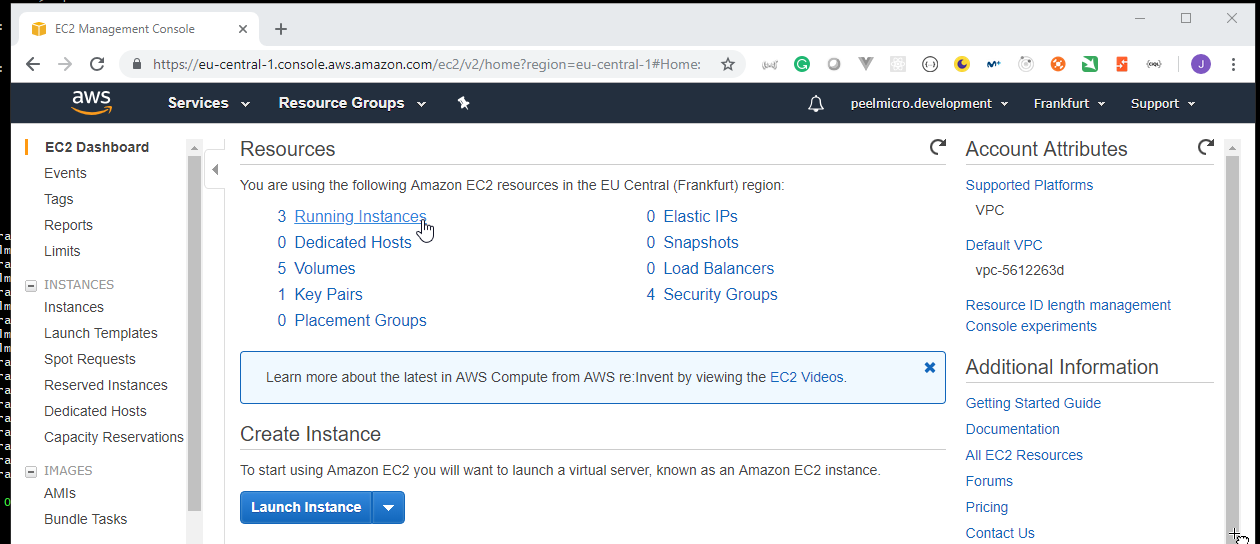 EC2 Management Console
https://eu-central-1.console.aws.amazon.com/ec2/v2/home?region=eu-central-1#Home:
J
aws
Services
Resource Groups
peelmicro.development
Frankfurt
Support
EC2 Dashboard
Events
Tags
Reports
Limits
INSTANCES
Instances
Launch Templates
Spot Requests
Reserved Instances
Dedicated Hosts
Capacity Reservations
IMAGES
AMIs
Bundle Tasks
Resources
You are using the following Amazon EC2 resources in the EU Central (Frankfurt) region:
3 Running Instances
0 Dedicated Hosts
5 Volumes
1 Key Pairs
0 Placement Groups
0 Elastic IPs
0 Snapshots
0 Load Balancers
4 Security Groups
Learn more about the latest in AWS Compute from AWS re:Invent by viewing the EC2 Videos.
Create Instance
To start using Amazon EC2 you will want to launch a virtual server, known as an Amazon EC2 instance.
Launch Instance
Account Attributes
Supported Platforms
VPC
Default VPC
vpc-5612263d
Resource ID length management
Console experiments
Additional Information
Getting Started Guide
Documentation
All EC2 Resources
Forums
Pricing
Contact Us